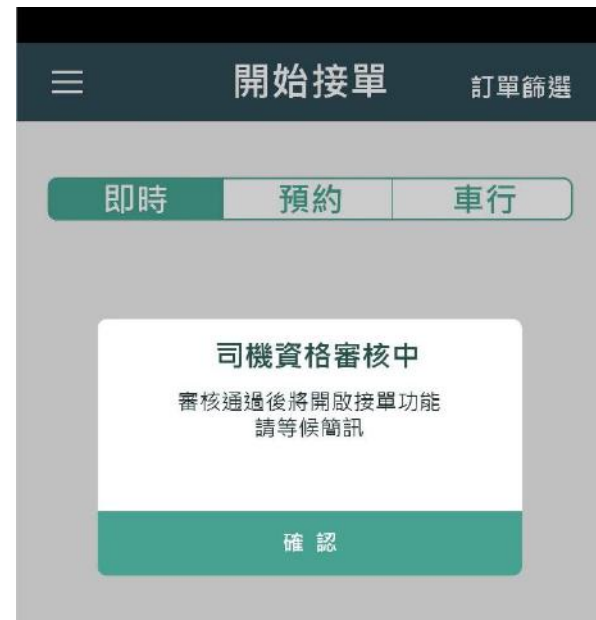 開始接單
訂單篩選
即時
預約
車行
司機資格審核中
審核通過後將開啟接單功能
請等候簡訊
確認